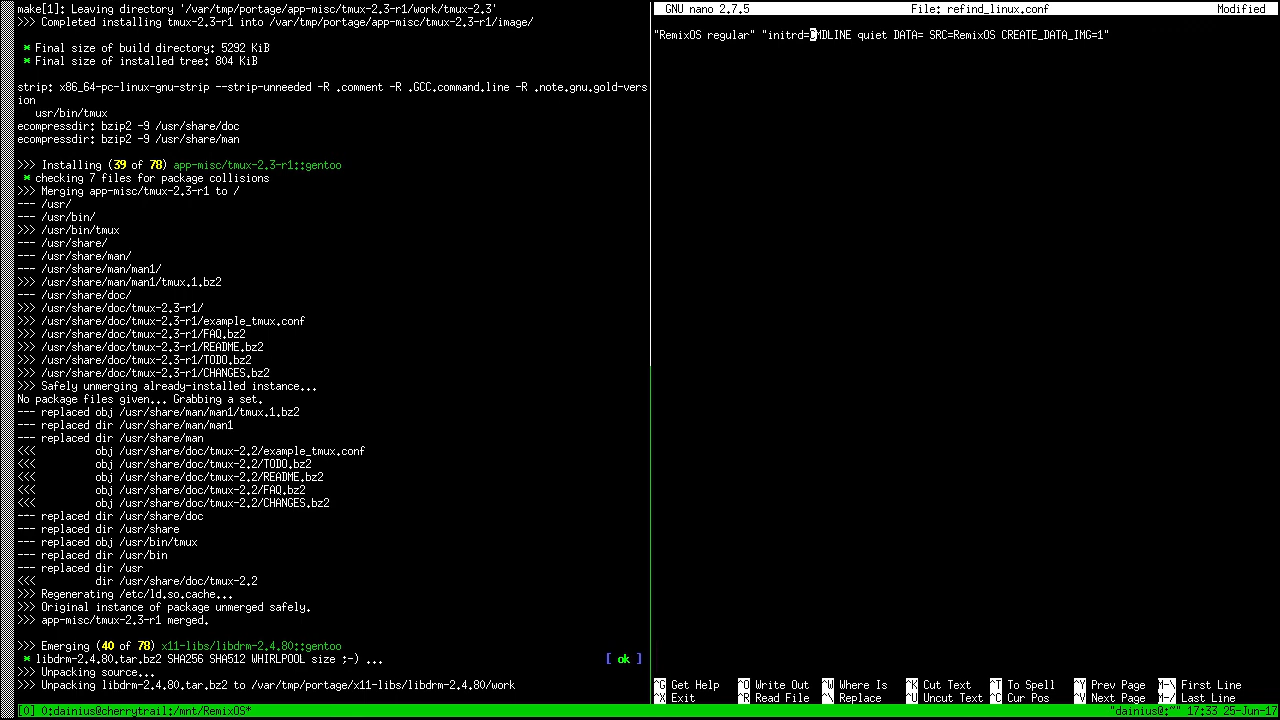 make[1]: Leaving directory '/var/tmp/portage/app-misc/tmux-2.3-r1/work/tmux-2.3'
>>> Completed installing tmux-2.3-r1 into /var/tmp/portage/app-misc/tmux-2.3-r1/image/
* Final size of build directory: 5292 KiB
* Final size of installed tree: 804 KiB
strip: x86_64-pc-linux-gnu-strip --strip-unneeded -R .comment -R .GCC.command.line -R .note.gnu.gold-vers
ion
usr/bin/tmux
ecompressdir: bzip2 -9 /usr/share/doc
ecompressdir: bzip2 -9 /usr/share/man
>>> Installing (39 of 78) app-misc/tmux-2.3-r1::gentoo
* checking 7 files for package collisions
>>> Merging app-misc/tmux-2.3-r1 to /
--- /usr/
--- /usr/bin/
>>> /usr/bin/tmux
--- /usr/share/
--- /usr/share/man/
--- /usr/share/man/man1/
>>> /usr/share/man/man1/tmux.1.bz2
--- /usr/share/doc/
>>> /usr/share/doc/tmux-2.3-r1/
>>> /usr/share/doc/tmux-2.3-r1/example_tmux.conf
>>> /usr/share/doc/tmux-2.3-r1/FAQ.bz2
>>> /usr/share/doc/tmux-2.3-r1/README.bz2
>>> /usr/share/doc/tmux-2.3-r1/TODO.bz2
>>> /usr/share/doc/tmux-2.3-r1/CHANGES.bz2
>>> Safely unmerging already-installed instance...
No package files given... Grabbing a set.
--- replaced obj /usr/share/man/man1/tmux.1.bz2
--- replaced dir /usr/share/man/man1
--- replaced dir /usr/share/man
<<<          obj /usr/share/doc/tmux-2.2/example_tmux.conf
<<<          obj /usr/share/doc/tmux-2.2/TODO.bz2
<<<          obj /usr/share/doc/tmux-2.2/README.bz2
<<<          obj /usr/share/doc/tmux-2.2/FAQ.bz2
<<<          obj /usr/share/doc/tmux-2.2/CHANGES.bz2
--- replaced dir /usr/share/doc
--- replaced dir /usr/share
--- replaced obj /usr/bin/tmux
--- replaced dir /usr/bin
--- replaced dir /usr
<<<          dir /usr/share/doc/tmux-2.2
>>> Regenerating /etc/ld.so.cache...
>>> Original instance of package unmerged safely.
>>> app-misc/tmux-2.3-r1 merged.
>>> Emerging (40 of 78) x11-libs/libdrm-2.4.80::gentoo
* libdrm-2.4.80.tar.bz2 SHA256 SHA512 WHIRLPOOL size ;-) ... [ ok ]
>>> Unpacking source...
>>> Unpacking libdrm-2.4.80.tar.bz2 to /var/tmp/portage/x11-libs/libdrm-2.4.80/work
GNU nano 2.7.5 File: refind_linux.conf Modified
"RemixOS regular" "initrd=CMDLINE quiet DATA= SRC=RemixOS CREATE_DATA_IMG=1"
^G Get Help ^O Write Out ^W Where Is ^K Cut Text ^T To Spell ^Y Prev Page M-\ First Line
^X Exit ^R Read File ^\ Replace ^U Uncut Text ^C Cur Pos ^V Next Page M-/ Last Line
[0] 0:dainius@cherrytrail:/mnt/RemixOS* "dainius@:~" 17:33 25-Jun-17